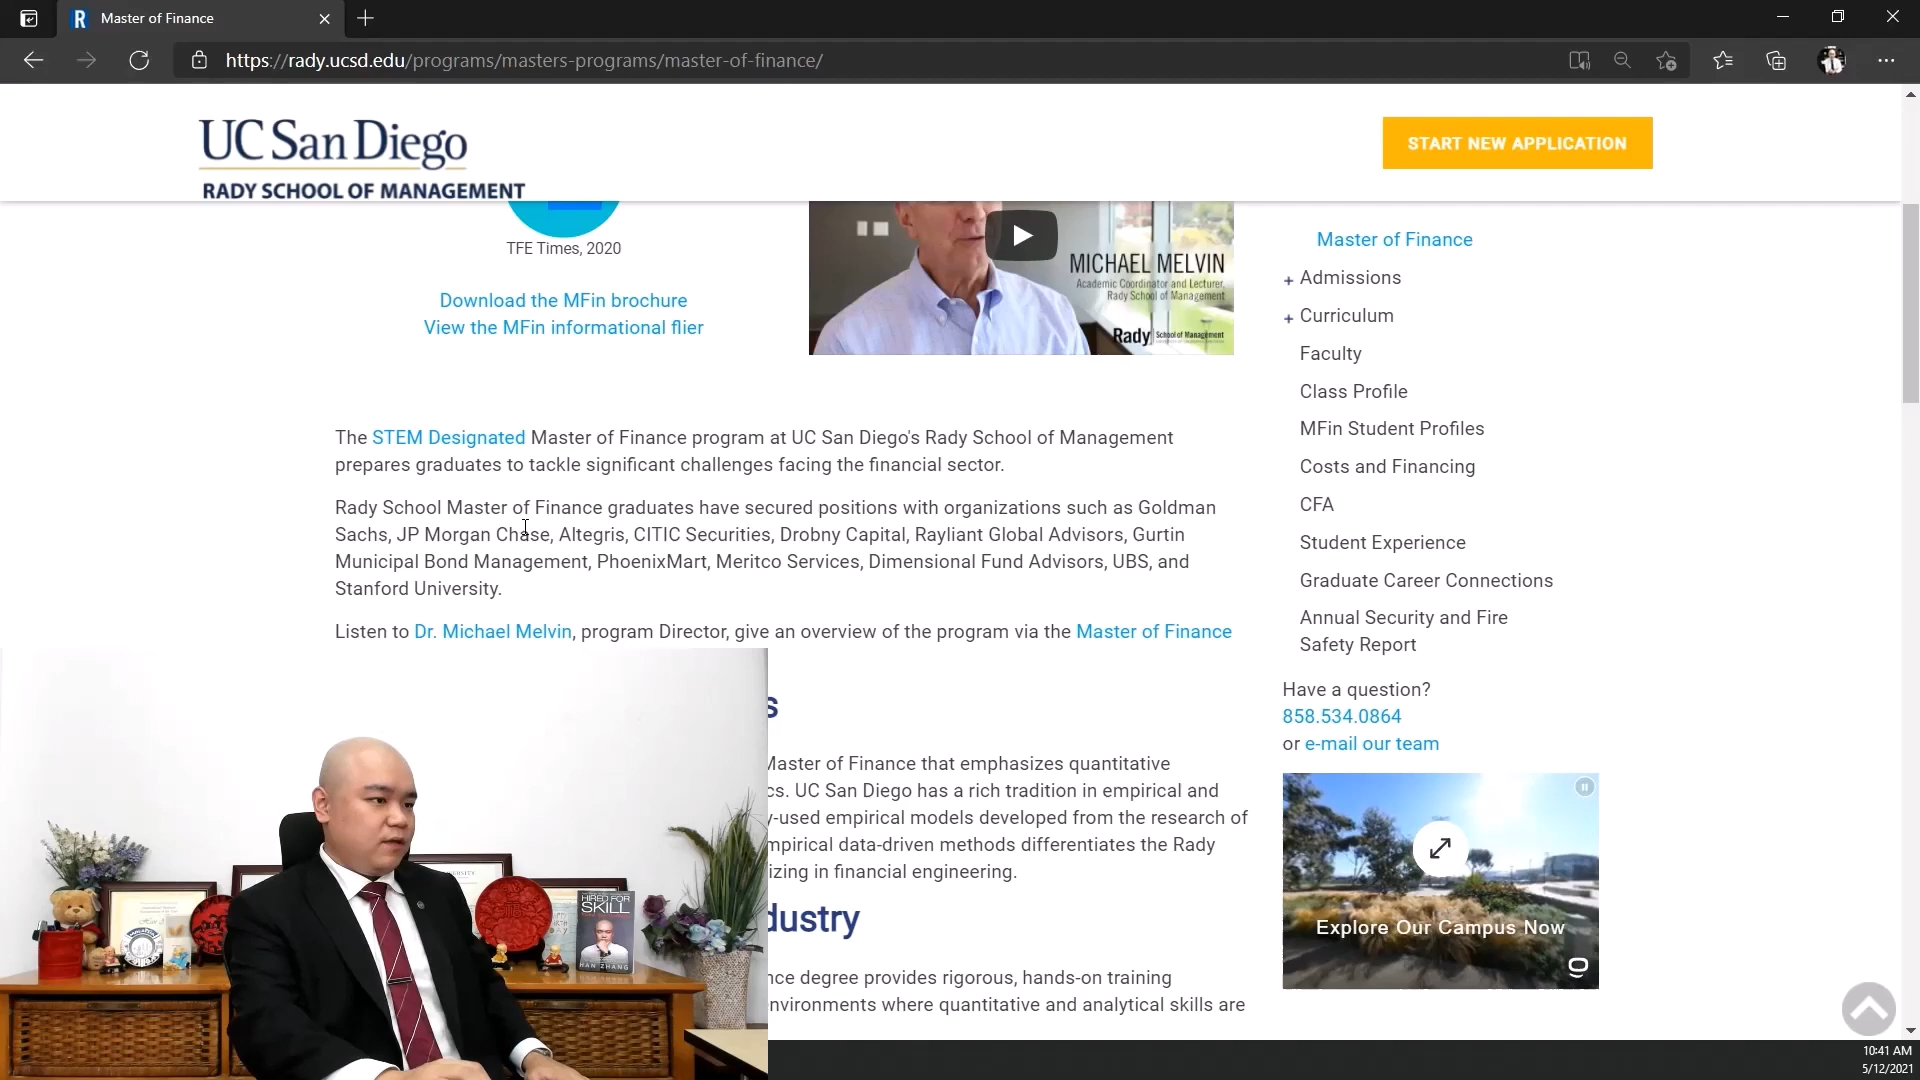 Master of Finance
https://rady.ucsd.edu/programs/masters-programs/master-of-finance/
UC San Diego
RADY SCHOOL OF MANAGEMENT
START NEW APPLICATION
TFE Times, 2020
Download the MFin brochure
View the MFin informational flier
MICHAEL MELVIN
Academic Coordinator and Lecturer,
Rady School of Management
Rady School of Management
The STEM Designated Master of Finance program at UC San Diego's Rady School of Management
prepares graduates to tackle significant challenges facing the financial sector.
Rady School Master of Finance graduates have secured positions with organizations such as Goldman
Sachs, JP Morgan Chase, Altegris, CITIC Securities, Drobny Capital, Rayliant Global Advisors, Gurtin
Municipal Bond Management, PhoenixMart, Meritco Services, Dimensional Fund Advisors, UBS, and
Stanford University.
Listen to Dr. Michael Melvin, program Director, give an overview of the program via the Master of Finance
s
Master of Finance that emphasizes quantitative
cs. UC San Diego has a rich tradition in empirical and
y-used empirical models developed from the research of
mpirical data-driven methods differentiates the Rady
izing in financial engineering.
dustry
nce degree provides rigorous, hands-on training
nvironments where quantitative and analytical skills are
Master of Finance
+ Admissions
+ Curriculum
Faculty
Class Profile
MFin Student Profiles
Costs and Financing
CFA
Student Experience
Graduate Career Connections
Annual Security and Fire
Safety Report
Have a question?
858.534.0864
or e-mail our team
Explore Our Campus Now
HIRED FOR
SKILL
HAN ZHANG
10:41 AM
5/12/2021